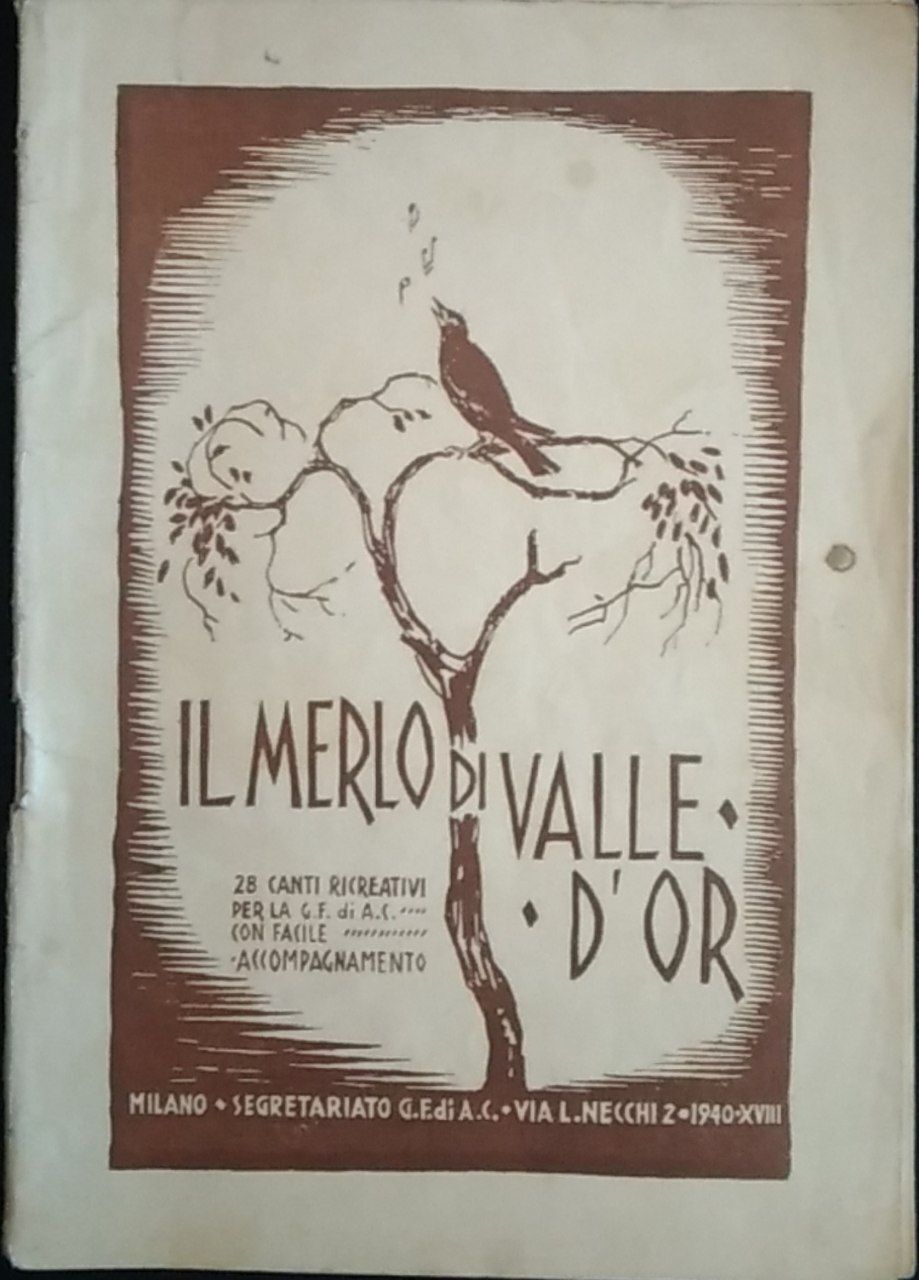 IL MERLO DI VALLE
D'OR
28 CANTI RICREATIVI
PER LA G.F. di A.C.
CON FACILE
ACCOMPAGNAMENTO
MILANO • SEGRETARIATO G.F. di A.C. • VIA L. NECCHI 2 • 1940-XVIII